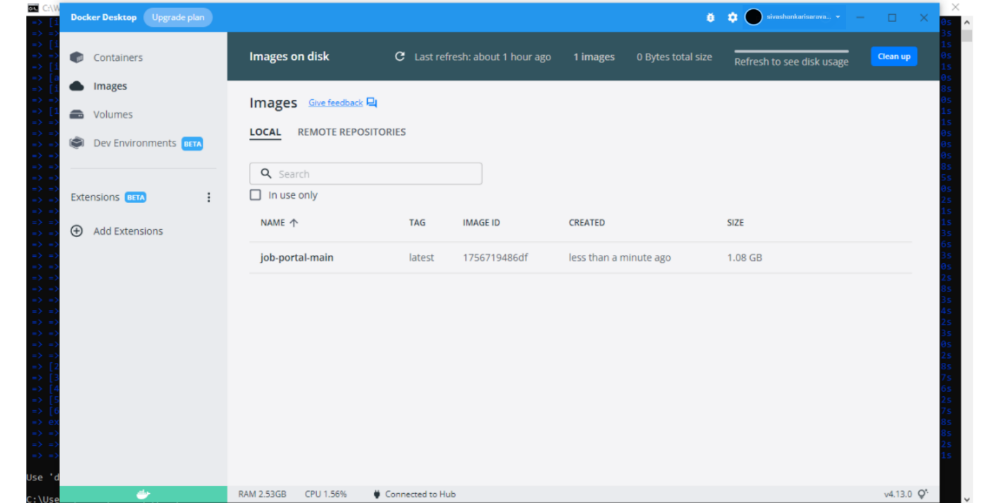 C:\W
Docker Desktop Upgrade plan sivashankarisarava...
Containers
Images
Volumes
Dev Environments BETA
Extensions BETA
Add Extensions
Images on disk Last refresh: about 1 hour ago 1 images 0 Bytes total size Refresh to see disk usage Clean up
Images Give feedback
LOCAL REMOTE REPOSITORIES
Search
In use only
NAME TAG IMAGE ID CREATED SIZE
job-portal-main latest 1756719486df less than a minute ago 1.08 GB
Use 'd
C:\Use
RAM 2.53GB CPU 1.56% Connected to Hub v4.13.0